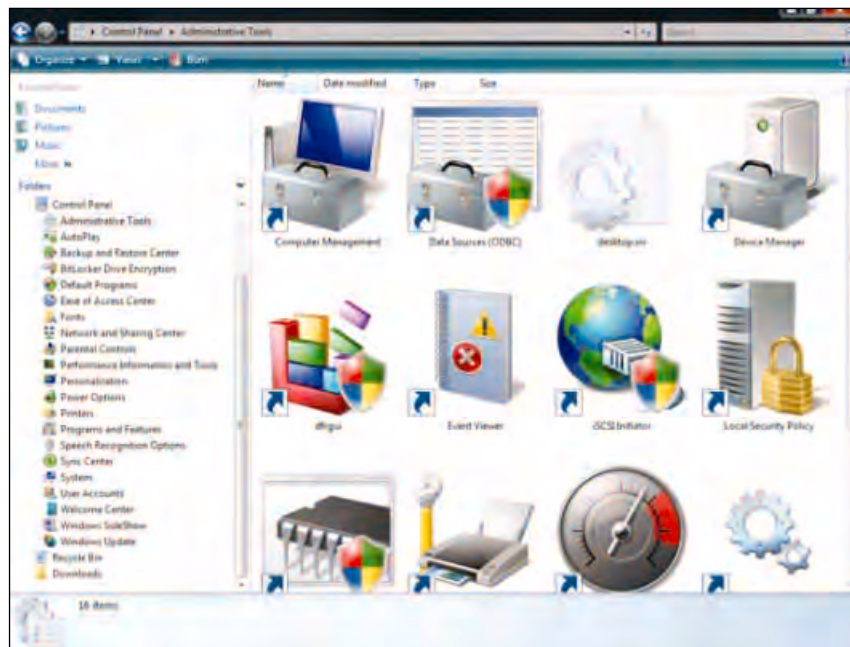 Control Panel ▸ Administrative Tools
Search
Organize Views Burn
Name Date modified Type Size
Documents
Pictures
Music
More »
Folders
Control Panel
Administrative Tools
AutoPlay
Backup and Restore Center
BitLocker Drive Encryption
Default Programs
Ease of Access Center
Fonts
Network and Sharing Center
Parental Controls
Performance Information and Tools
Personalization
Power Options
Printers
Programs and Features
Speech Recognition Options
Sync Center
System
User Accounts
Welcome Center
Windows SideShow
Windows Update
Recycle Bin
Downloads
Computer Management
Data Sources (ODBC)
desktop.ini
Device Manager
dfrgui
Event Viewer
iSCSI Initiator
Local Security Policy
18 items